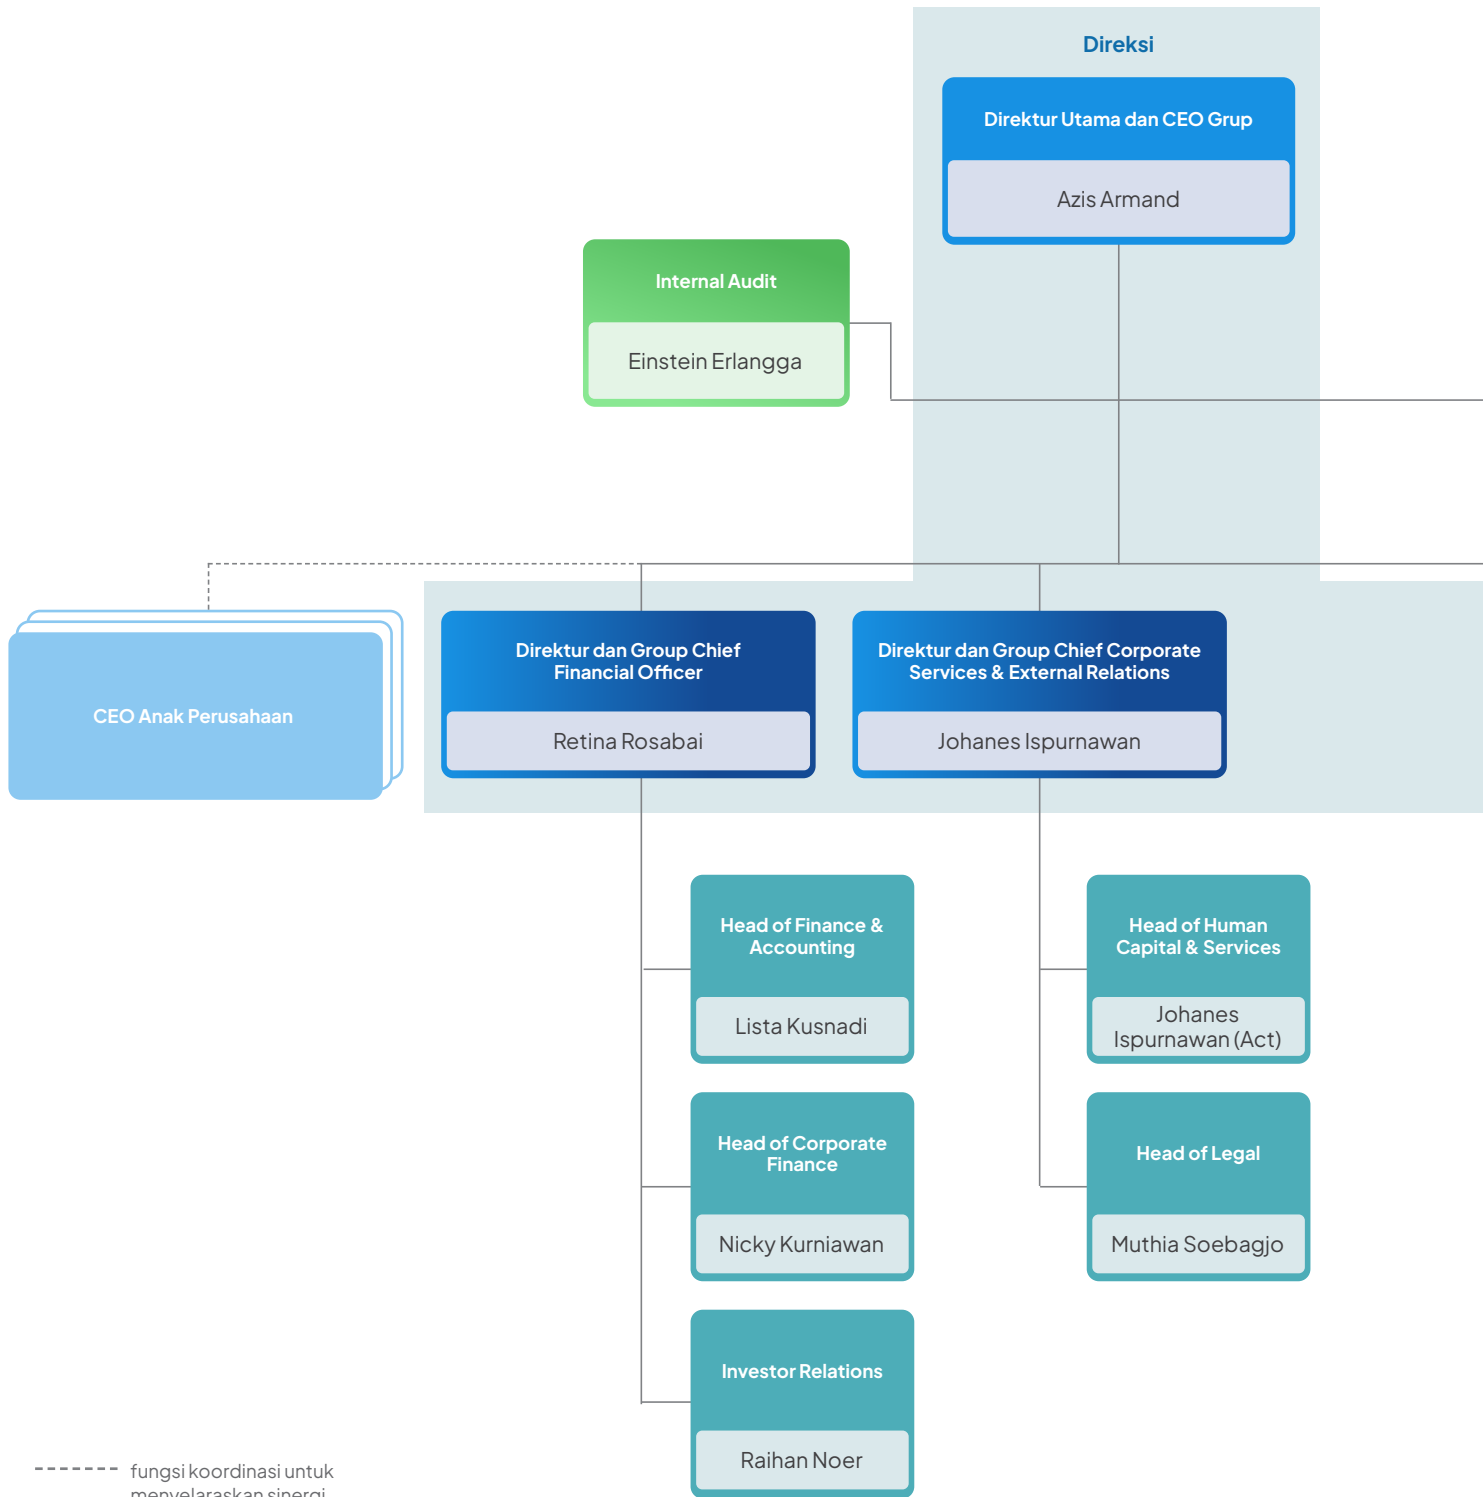 Direksi
Direktur Utama dan CEO Grup
Azis Armand
Internal Audit
Einstein Erlangga
CEO Anak Perusahaan
Direktur dan Group Chief
Financial Officer
Retina Rosabai
Direktur dan Group Chief Corporate
Services & External Relations
Johanes Ispurnawan
Head of Finance &
Accounting
Lista Kusnadi
Head of Human
Capital & Services
Johanes
Ispurnawan (Act)
Head of Corporate
Finance
Nicky Kurniawan
Head of Legal
Muthia Soebagjo
Investor Relations
Raihan Noer
fungsi koordinasi untuk
menyelaraskan sinergi